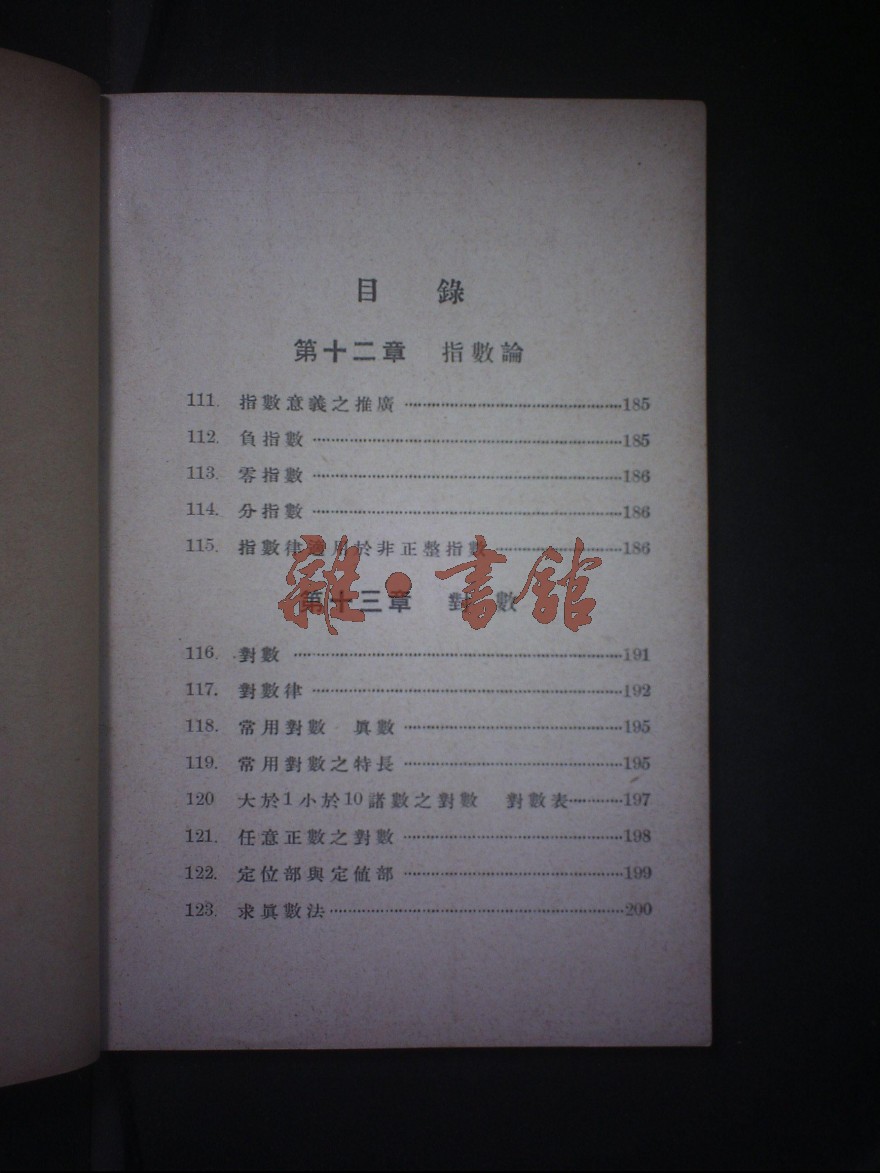 目 錄
第十二章 指數論
111. 指數意義之推廣 185
112. 負指數 185
113. 零指數 186
114. 分指數 186
115. 指數律適用於非正整指數 186
雜·書館
第十三章 對數
116. 對數 191
117. 對數律 192
118. 常用對數 眞數 195
119. 常用對數之特長 195
120 大於1小於10諸數之對數 對數表 197
121. 任意正數之對數 198
122. 定位部與定値部 199
123. 求眞數法 200